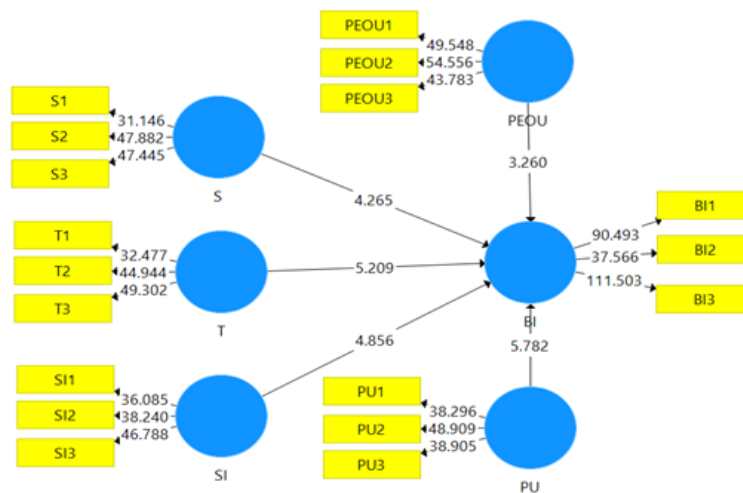 PEOU1
49.548
PEOU2
54.556
PEOU3
43.783
PEOU
3.260
S1
31.146
S2
47.882
S3
47.445
S
4.265
T1
32.477
T2
44.944
T3
49.302
T
5.209
BI1
90.493
BI2
37.566
BI3
111.503
BI
4.856
5.782
SI1
36.085
SI2
38.240
SI3
46.788
SI
PU1
38.296
PU2
48.909
PU3
38.905
PU